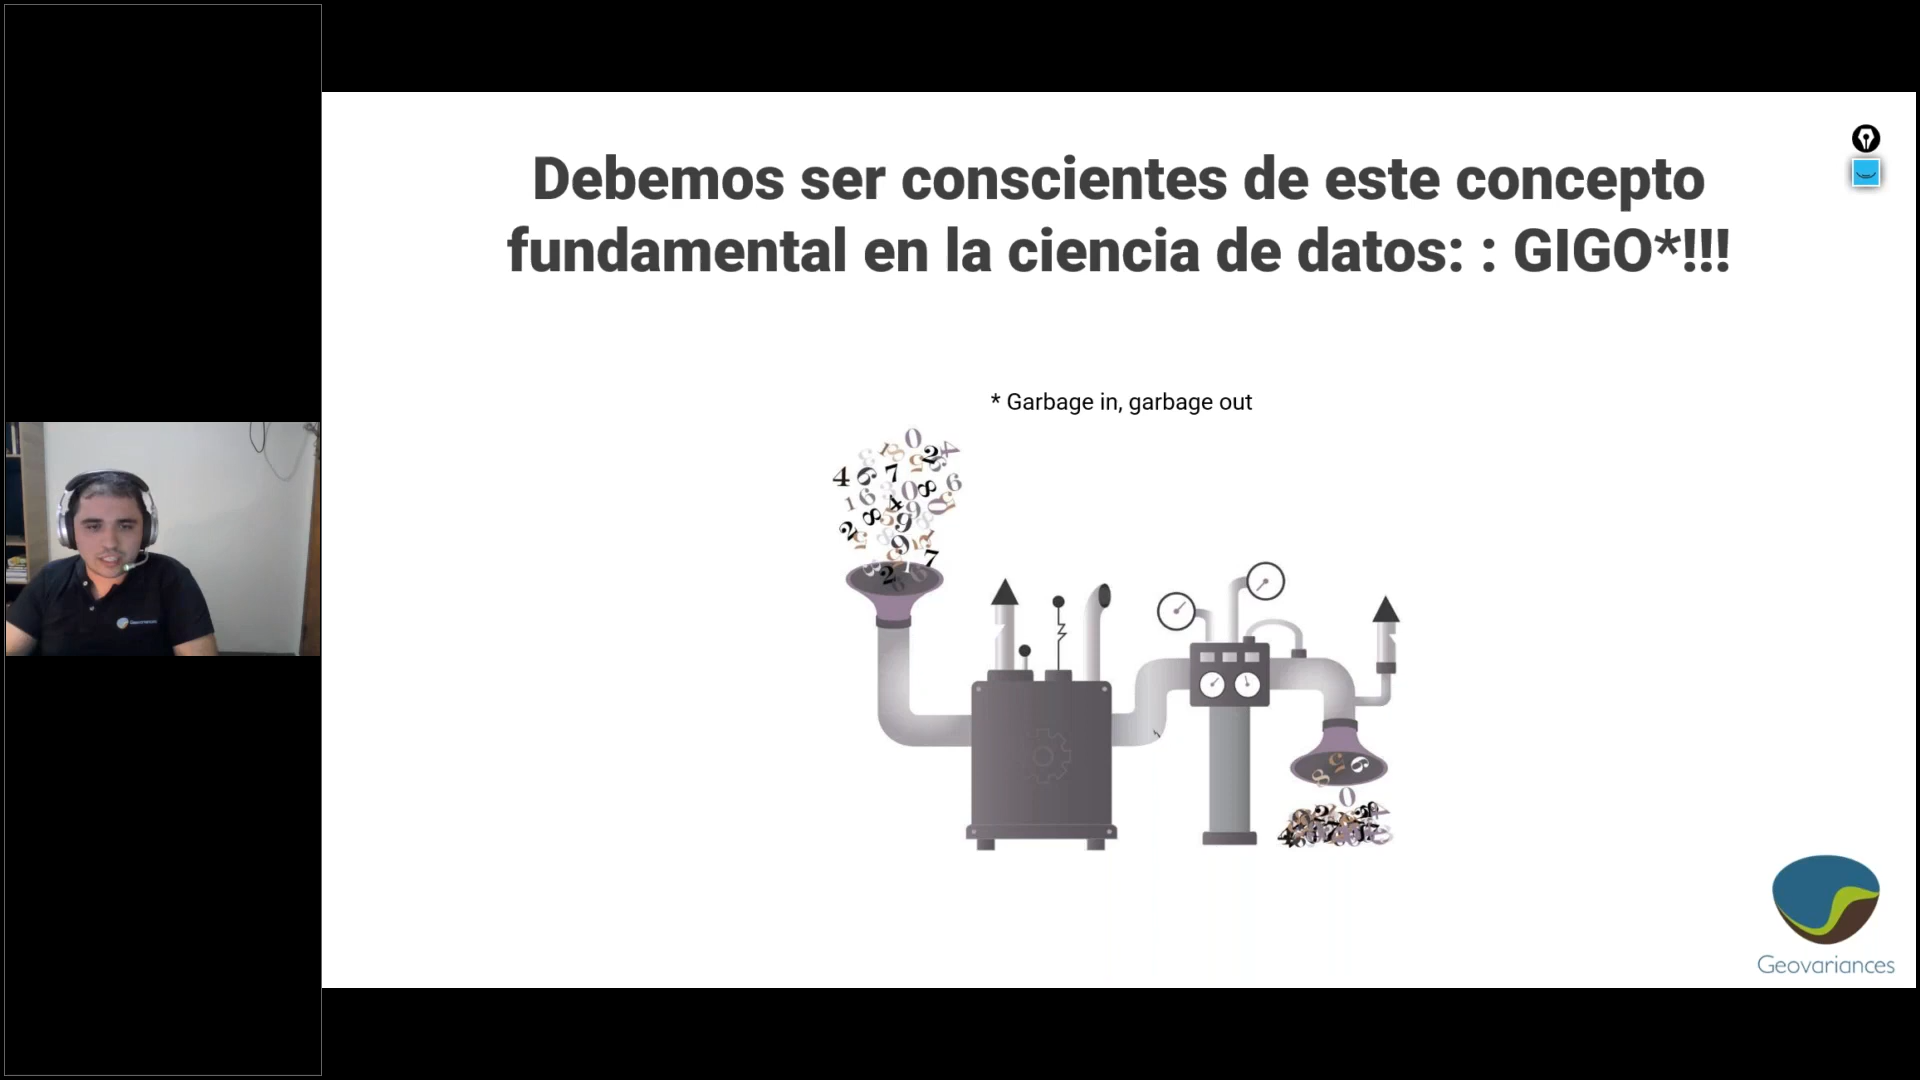 Debemos ser conscientes de este concepto
fundamental en la ciencia de datos: : GIGO*!!!
* Garbage in, garbage out
Geovariances